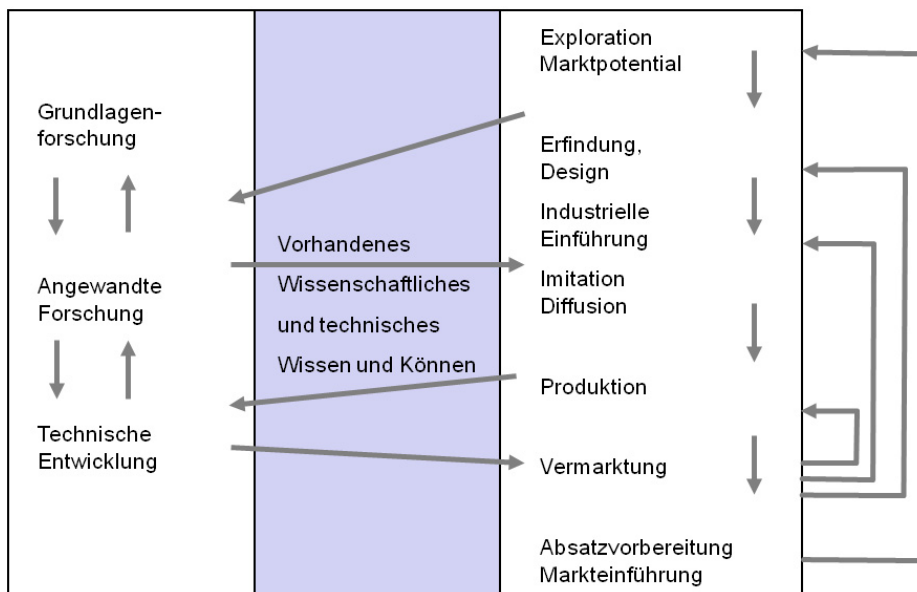 Grundlagen-
forschung
Angewandte
Forschung
Technische
Entwicklung
Vorhandenes
Wissenschaftliches
und technisches
Wissen und Können
Exploration
Marktpotential
Erfindung,
Design
Industrielle
Einführung
Imitation
Diffusion
Produktion
Vermarktung
Absatzvorbereitung
Markteinführung